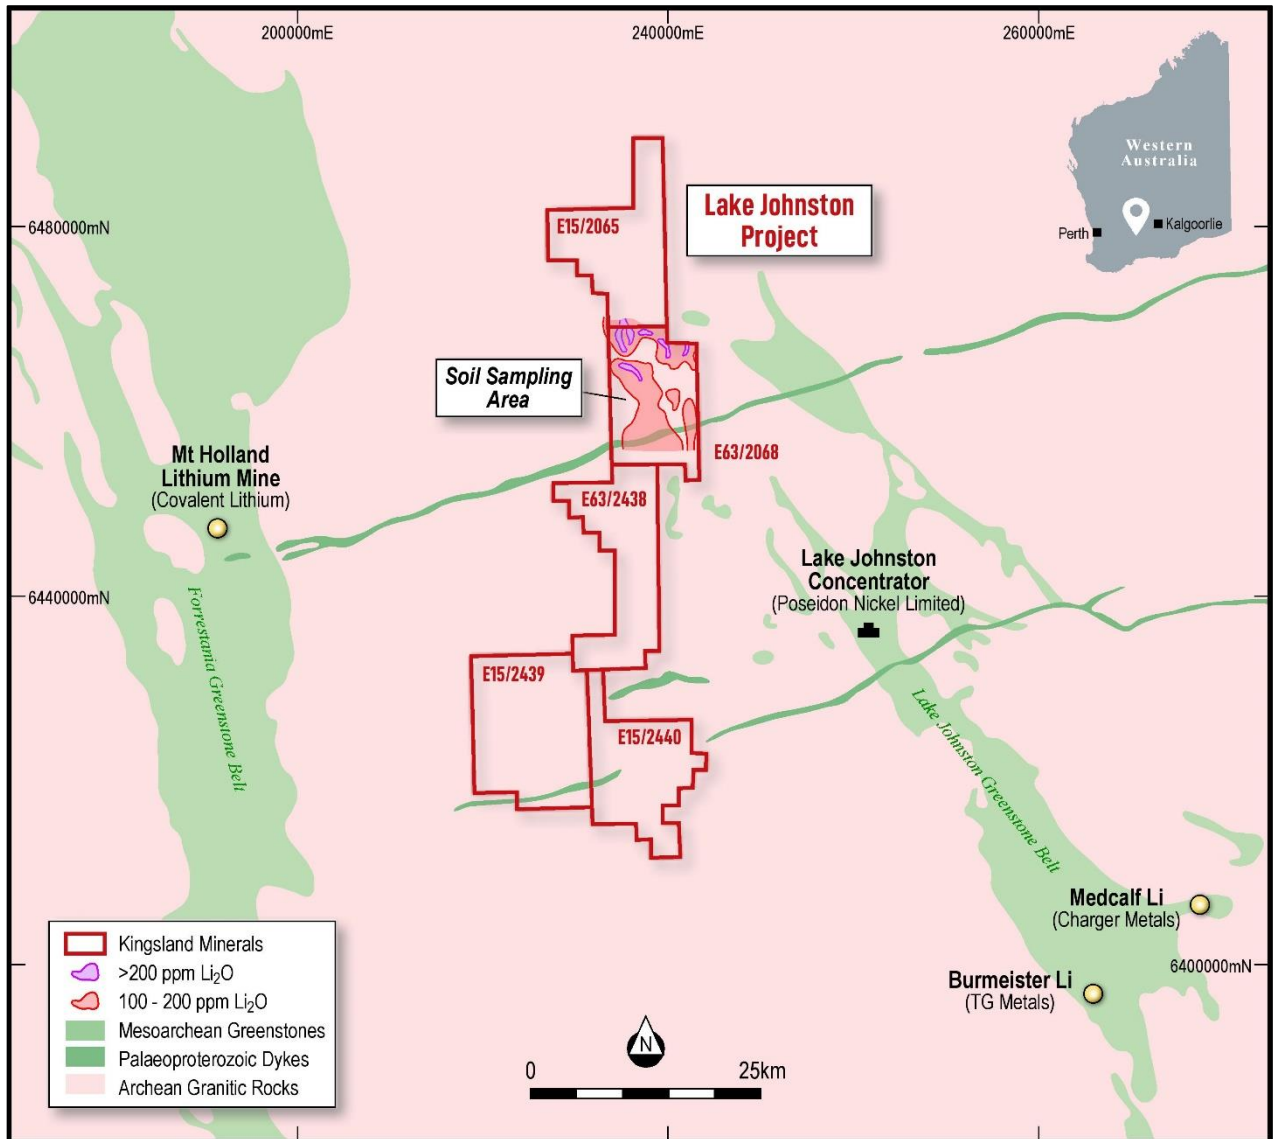 200000mE
240000mE
260000mE
Western
Australia
Perth
Kalgoorlie
6480000mN
E15/2065
Lake Johnston
Project
Soil Sampling
Area
E63/2068
Mt Holland
Lithium Mine
(Covalent Lithium)
E63/2438
Lake Johnston
Concentrator
(Poseidon Nickel Limited)
6440000mN
Forrestania Greenstone Belt
E15/2439
E15/2440
Lake Johnston Greenstone Belt
Medcalf Li
(Charger Metals)
6400000mN
Burmeister Li
(TG Metals)
Kingsland Minerals
>200 ppm Li₂O
100 - 200 ppm Li₂O
Mesoarchean Greenstones
Palaeoproterozoic Dykes
Archean Granitic Rocks
N
0
25km